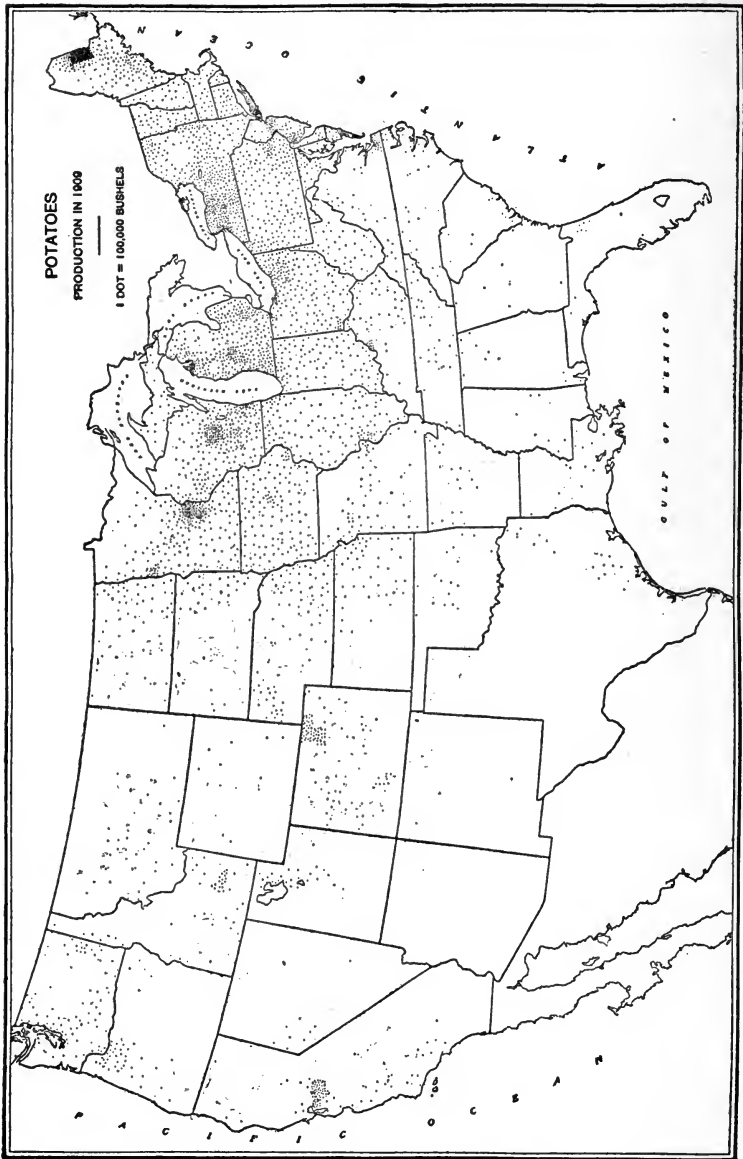 POTATOES
PRODUCTION IN 1909
1 DOT = 100,000 BUSHELS
ATLANTIC OCEAN
GULF OF MEXICO
PACIFIC OCEAN